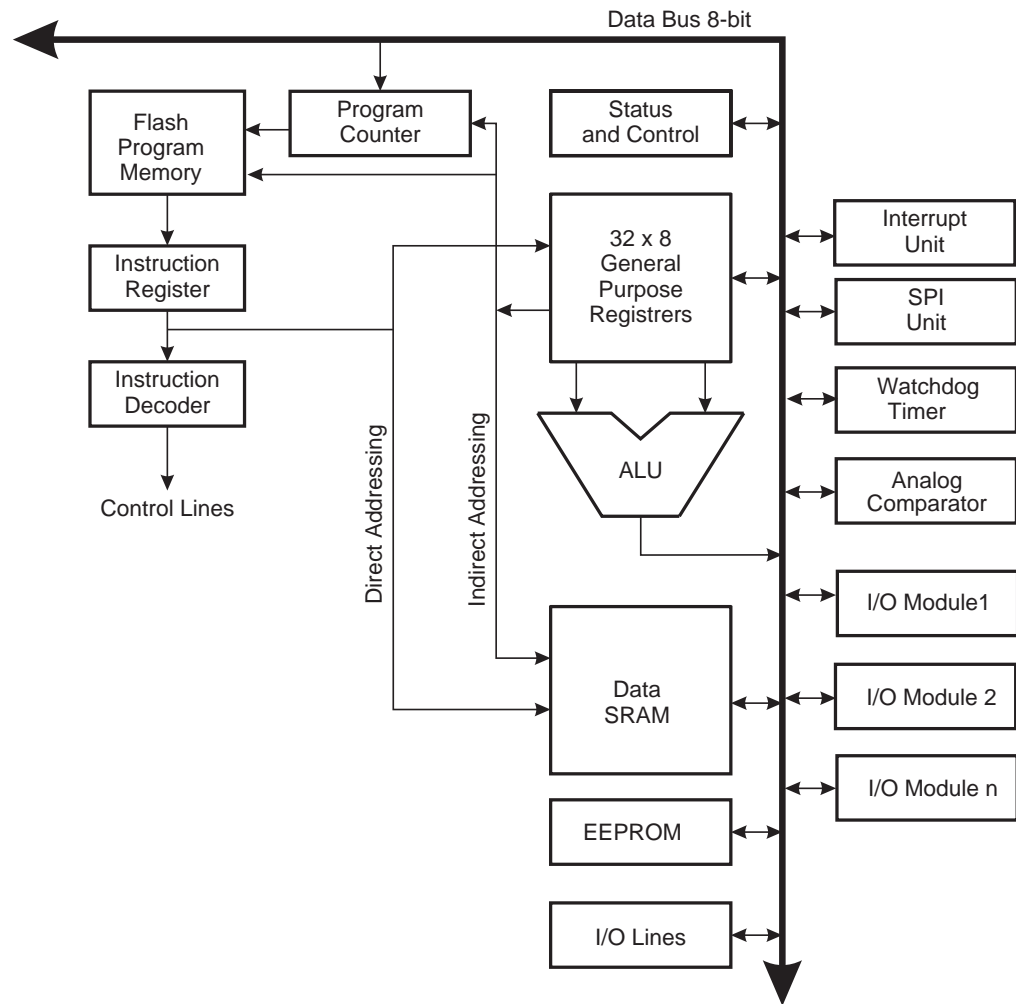 Data Bus 8-bit
Flash
Program
Memory
Program
Counter
Status
and Control
Interrupt
Unit
32 x 8
General
Purpose
Registrers
Instruction
Register
SPI
Unit
Instruction
Decoder
Watchdog
Timer
Direct Addressing
Indirect Addressing
ALU
Analog
Comparator
Control Lines
I/O Module1
Data
SRAM
I/O Module 2
I/O Module n
EEPROM
I/O Lines